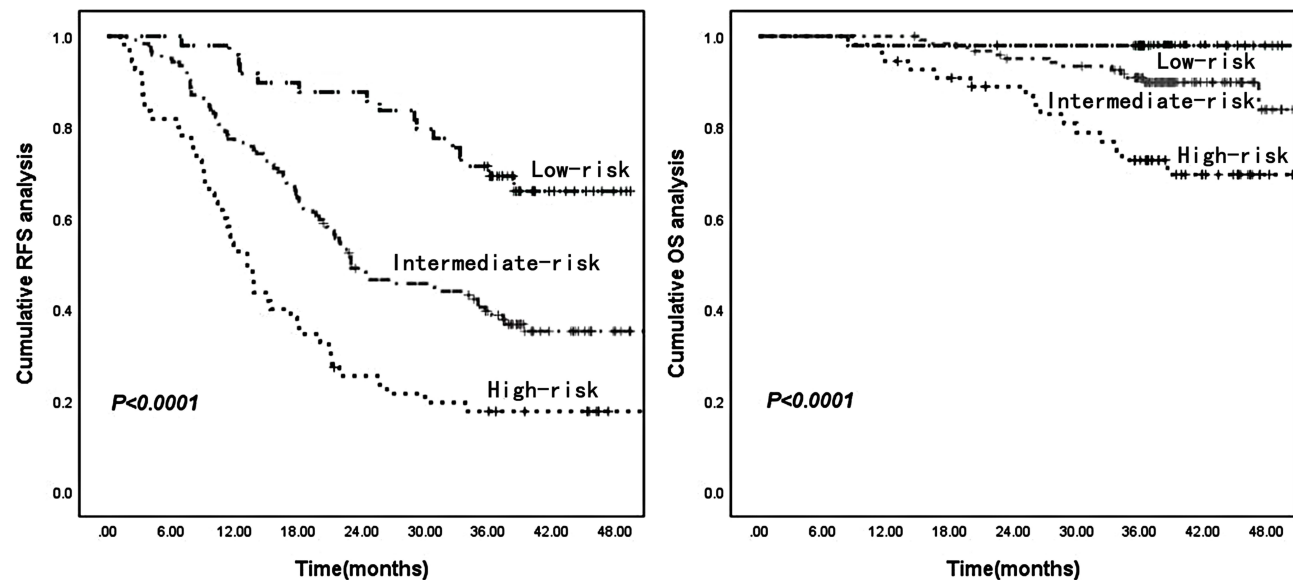 Cumulative RFS analysis
1.0
0.8
0.6
0.4
0.2
0.0
Low-risk
Intermediate-risk
High-risk
P<0.0001
.00 6.00 12.00 18.00 24.00 30.00 36.00 42.00 48.00
Time(months)
Cumulative OS analysis
1.0
0.8
0.6
0.4
0.2
0.0
Low-risk
Intermediate-risk
High-risk
P<0.0001
.00 6.00 12.00 18.00 24.00 30.00 36.00 42.00 48.00
Time(months)